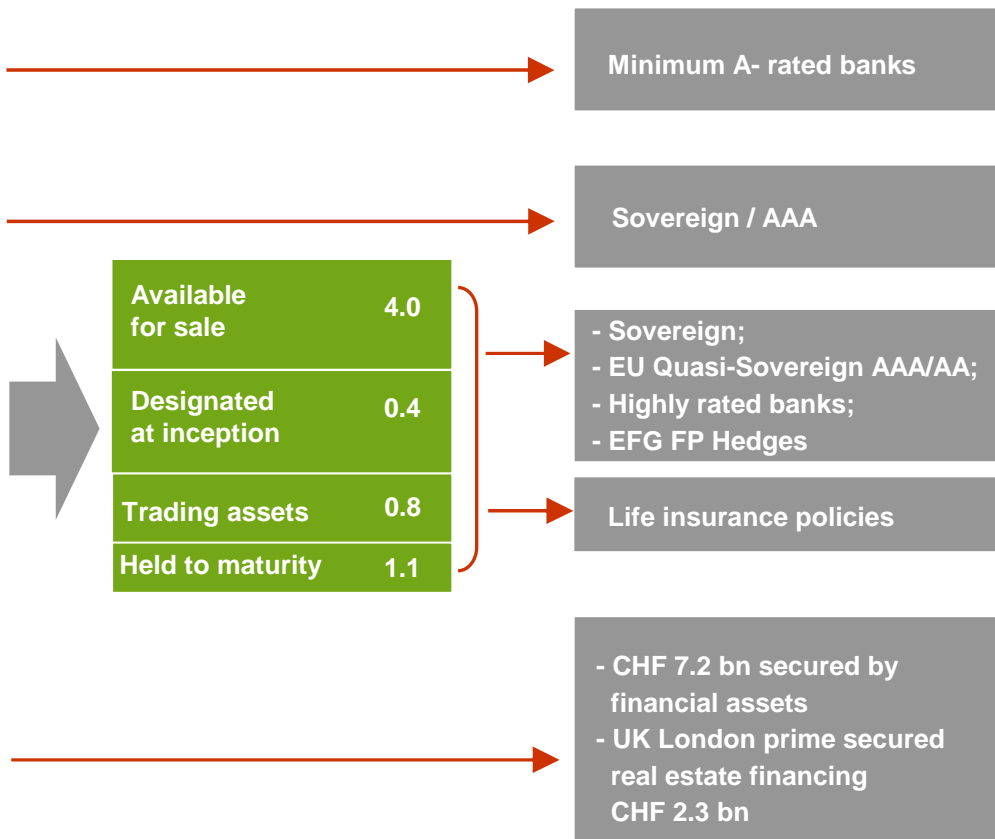 Minimum A- rated banks
Sovereign / AAA
Available
for sale
4.0
Designated
at inception
0.4
Trading assets
0.8
Held to maturity
1.1
- Sovereign;
- EU Quasi-Sovereign AAA/AA;
- Highly rated banks;
- EFG FP Hedges
Life insurance policies
- CHF 7.2 bn secured by
financial assets
- UK London prime secured
real estate financing
CHF 2.3 bn